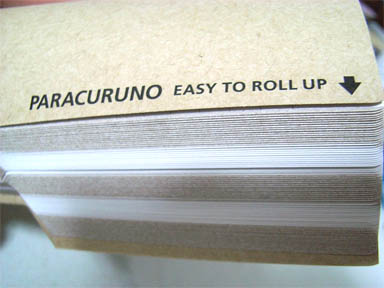 PARACURUNO EASY TO ROLL UP